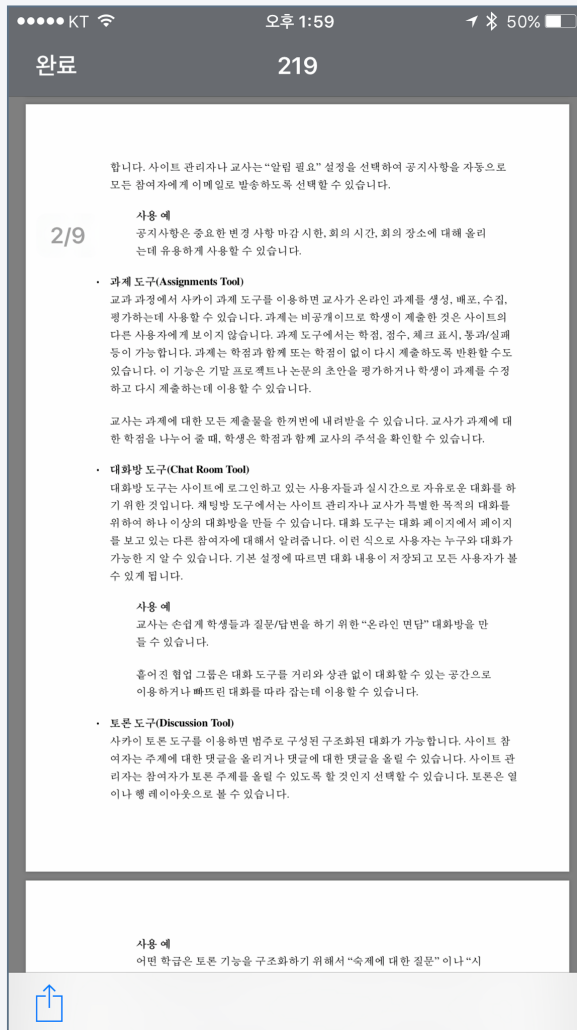 ●●●●● KT 오후 1:59 50%
완료 219
합니다. 사이트 관리자나 교사는 “알림 필요” 설정을 선택하여 공지사항을 자동으로
모든 참여자에게 이메일로 발송하도록 선택할 수 있습니다.
사용 예
2/9
공지사항은 중요한 변경 사항 마감 시한, 회의 시간, 회의 장소에 대해 올리
는데 유용하게 사용할 수 있습니다.
• 과제 도구(Assignments Tool)
교과 과정에서 사카이 과제 도구를 이용하면 교사가 온라인 과제를 생성, 배포, 수집,
평가하는데 사용할 수 있습니다. 과제는 비공개이므로 학생이 제출한 것은 사이트의
다른 사용자에게 보이지 않습니다. 과제 도구에서는 학점, 점수, 체크 표시, 통과/실패
등이 가능합니다. 과제는 학점과 함께 또는 학점이 없이 다시 제출하도록 반환할 수도
있습니다. 이 기능은 기말 프로젝트나 논문의 초안을 평가하거나 학생이 과제를 수정
하고 다시 제출하는데 이용할 수 있습니다.
교사는 과제에 대한 모든 제출물을 한꺼번에 내려받을 수 있습니다. 교사가 과제에 대
한 학점을 나누어 줄 때, 학생은 학점과 함께 교사의 주석을 확인할 수 있습니다.
• 대화방 도구(Chat Room Tool)
대화방 도구는 사이트에 로그인하고 있는 사용자들과 실시간으로 자유로운 대화를 하
기 위한 것입니다. 채팅방 도구에서는 사이트 관리자나 교사가 특별한 목적의 대화를
위하여 하나 이상의 대화방을 만들 수 있습니다. 대화 도구는 대화 페이지에서 페이지
를 보고 있는 다른 참여자에 대해서 알려줍니다. 이런 식으로 사용자는 누구와 대화가
가능한 지 알 수 있습니다. 기본 설정에 따르면 대화 내용이 저장되고 모든 사용자가 볼
수 있게 됩니다.
사용 예
교사는 손쉽게 학생들과 질문/답변을 하기 위한 “온라인 면담” 대화방을 만
들 수 있습니다.
흩어진 협업 그룹은 대화 도구를 거리와 상관 없이 대화할 수 있는 공간으로
이용하거나 빠뜨린 대화를 따라 잡는데 이용할 수 있습니다.
• 토론 도구(Discussion Tool)
사카이 토론 도구를 이용하면 범주로 구성된 구조화된 대화가 가능합니다. 사이트 참
여자는 주제에 대한 댓글을 올리거나 댓글에 대한 댓글을 올릴 수 있습니다. 사이트 관
리자는 참여자가 토론 주제를 올릴 수 있도록 할 것인지 선택할 수 있습니다. 토론은 열
이나 행 레이아웃으로 볼 수 있습니다.
사용 예
어떤 학급은 토론 기능을 구조화하기 위해서 “숙제에 대한 질문” 이나 “시